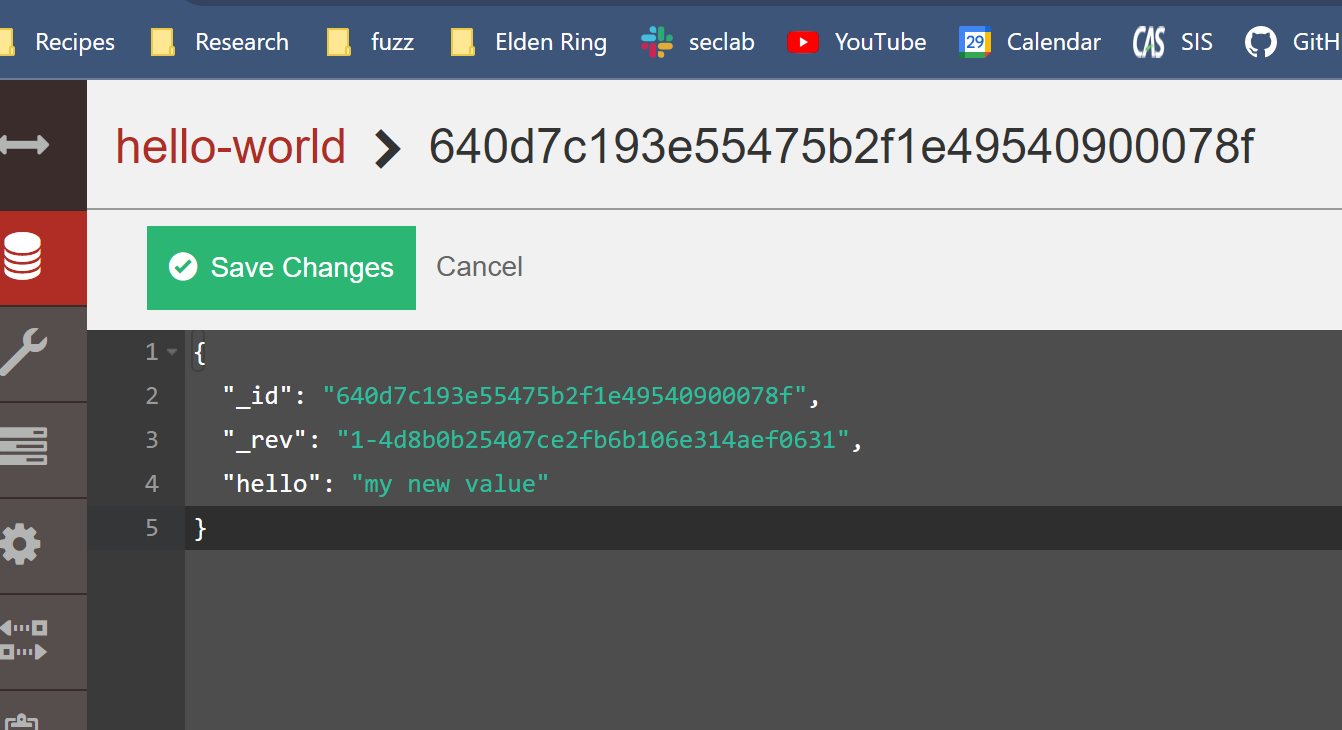 Recipes Research fuzz Elden Ring seclab YouTube 29 Calendar CAS SIS GitH
hello-world 640d7c193e55475b2f1e49540900078f
Save Changes Cancel
1 {
2 "_id": "640d7c193e55475b2f1e49540900078f",
3 "_rev": "1-4d8b0b25407ce2fb6b106e314aef0631",
4 "hello": "my new value"
5 }